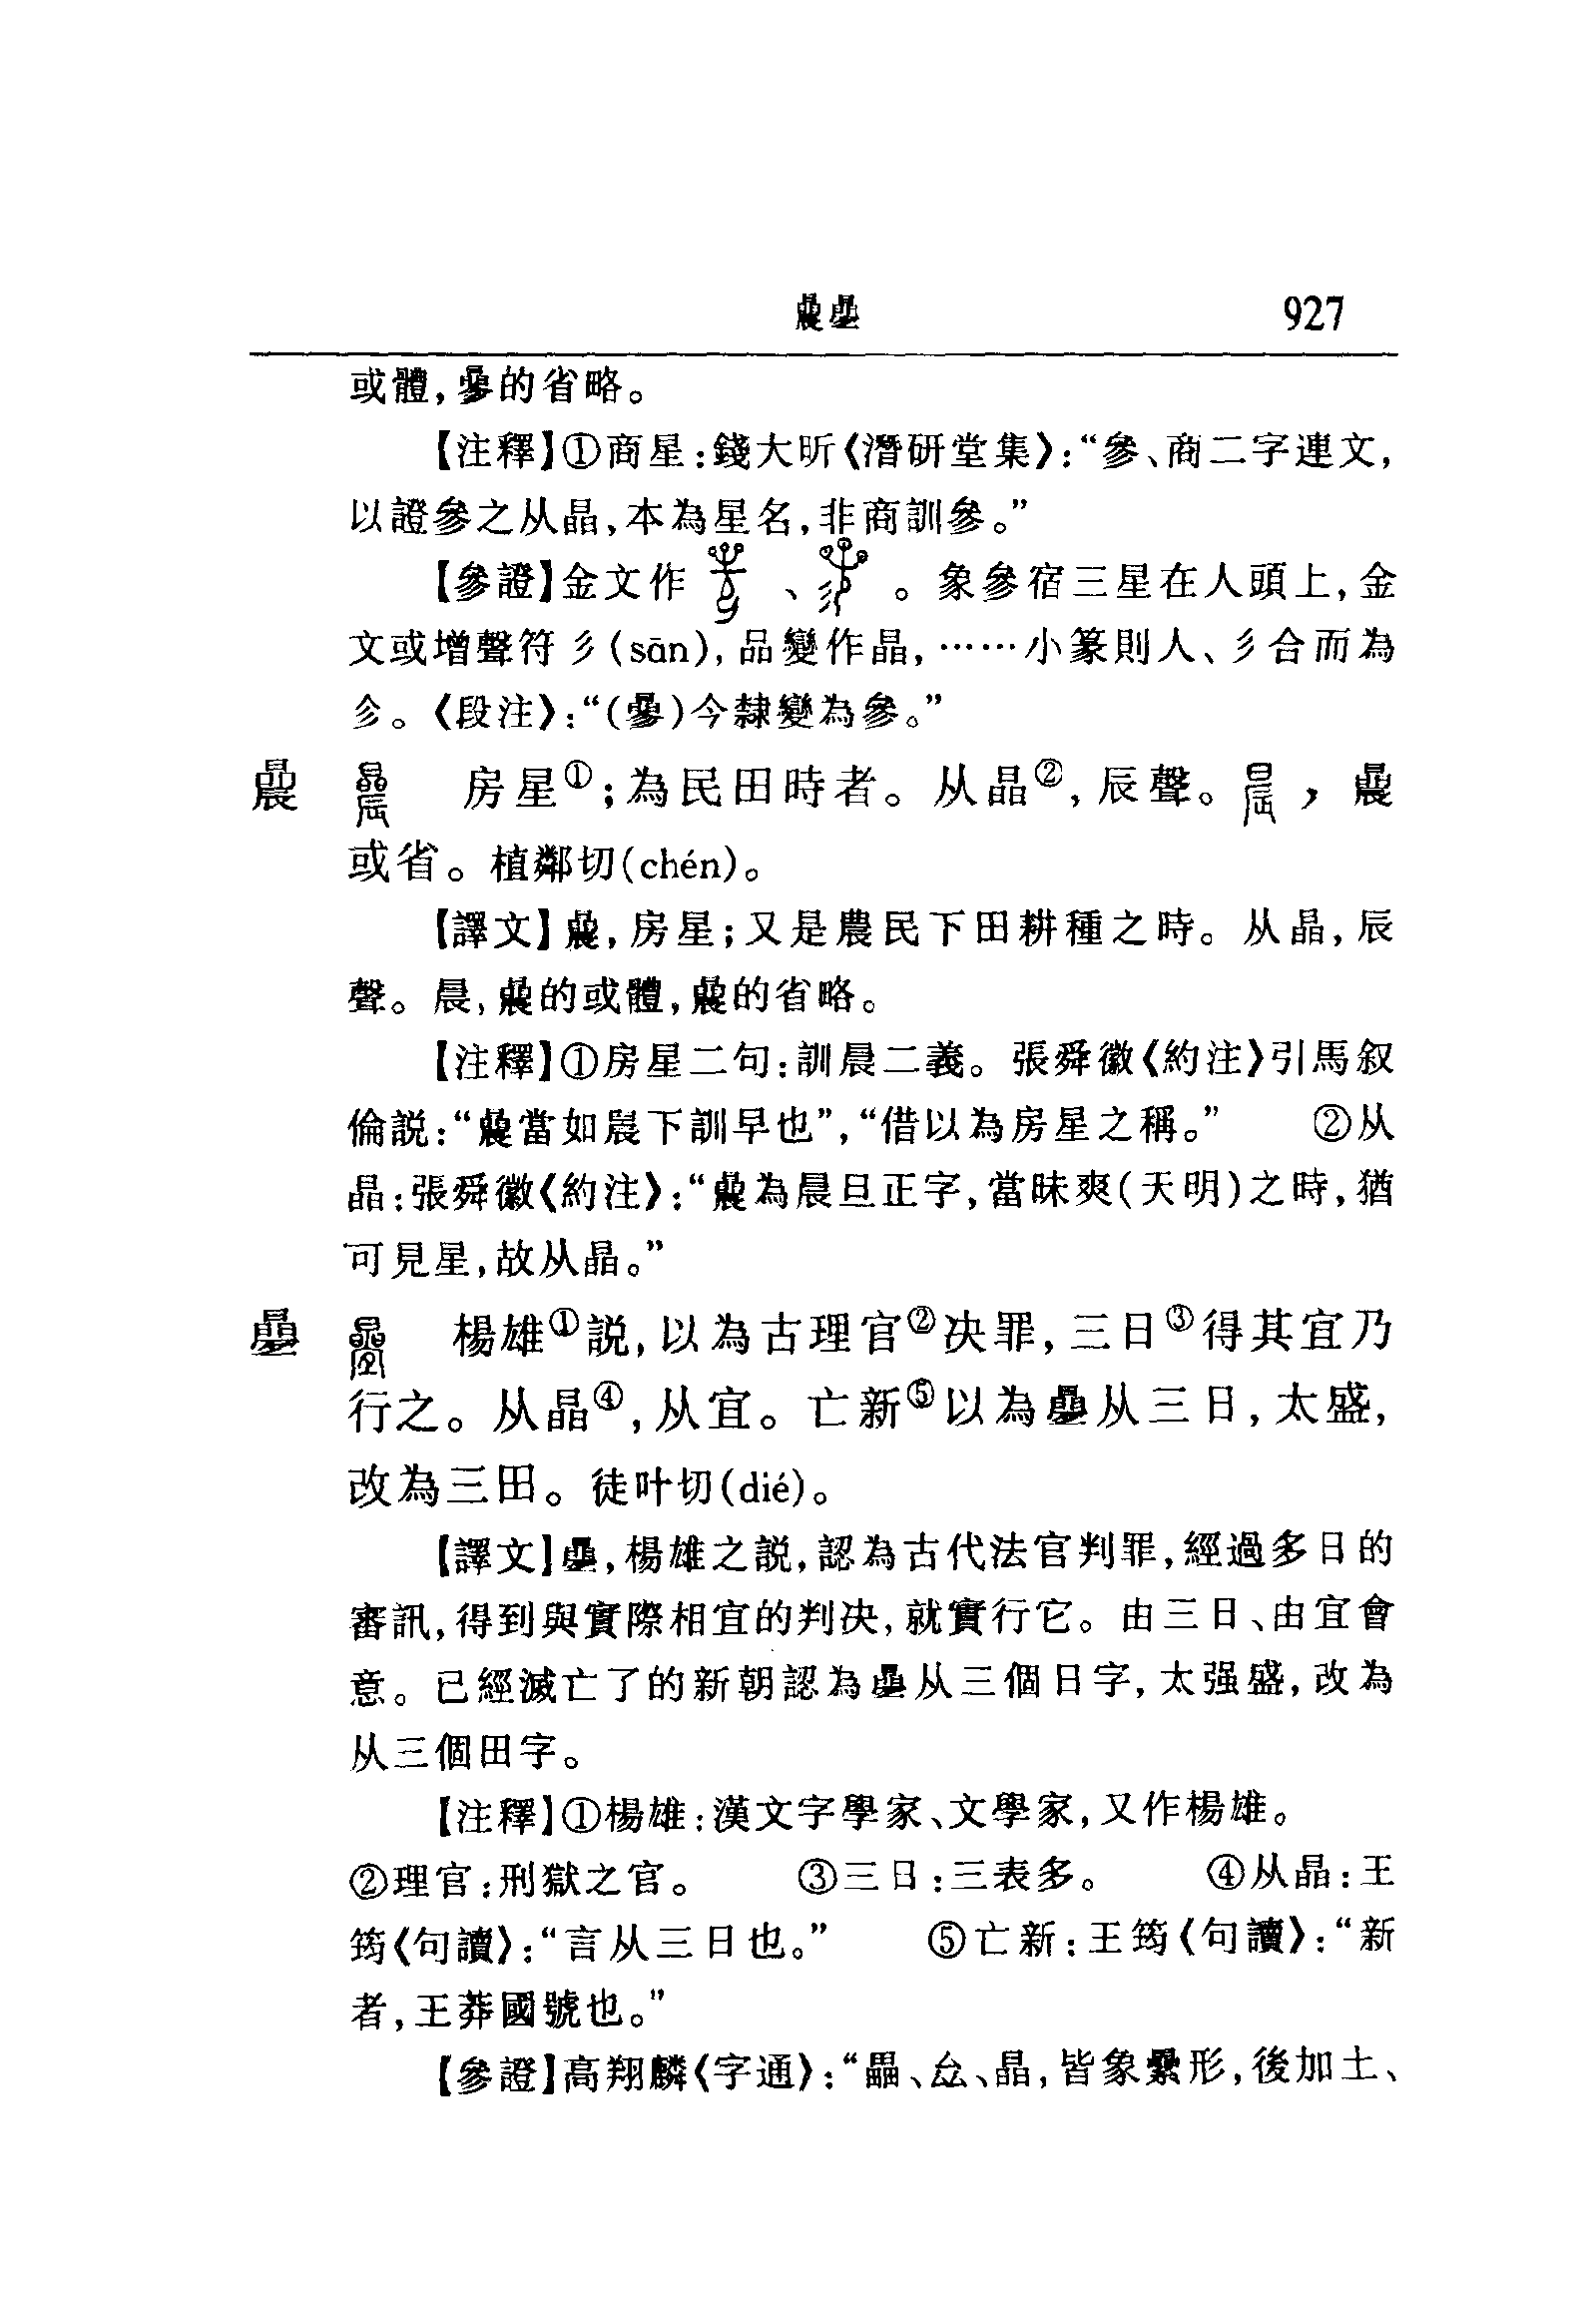 曟疊 927
或體，曑的省略。
【注釋】①商星：錢大昕《潛研堂集》：“參、商二字連文，
以證參之从晶，本為星名，非商訓參。”
【參證】金文作 、 。象參宿三星在人頭上，金
文或增聲符彡(sān)，品變作晶，……小篆則人、彡合而為
㐱。《段注》：“(曑)今隸變為參。”
曟 房星①；為民田時者。从晶②，辰聲。 ，曟
或省。植鄰切(chén)。
【譯文】曟，房星；又是農民下田耕種之時。从晶，辰
聲。晨，曟的或體，曟的省略。
【注釋】①房星二句：訓晨二義。張舜徽《約注》引馬叙
倫説：“曟當如晨下訓早也”，“借以為房星之稱。” ②从
晶：張舜徽《約注》：“曟為晨旦正字，當昧爽(天明)之時，猶
可見星，故从晶。”
曡 楊雄①説，以為古理官②決罪，三日③得其宜乃
行之。从晶④，从宜。亡新⑤以為曡从三日，太盛，
改為三田。徒叶切(dié)。
【譯文】曡，楊雄之説，認為古代法官判罪，經過多日的
審訊，得到與實際相宜的判決，就實行它。由三日、由宜會
意。已經滅亡了的新朝認為曡从三個日字，太强盛，改為
从三個田字。
【注釋】①楊雄：漢文字學家、文學家，又作楊雄。
②理官：刑獄之官。 ③三日：三表多。 ④从晶：王
筠《句讀》：“言从三日也。” ⑤亡新：王筠《句讀》：“新
者，王莽國號也。”
【參證】高翔麟《字通》：“畾、厽、晶，皆象纍形，後加土、